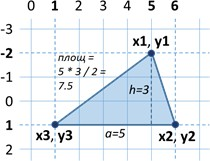 0 1 2 3 4 5 6
-2
-1
0
1
2
площ =
5 * 3 / 2 =
7.5
x1, y1
h=3
x3, y3
a=5
x2, y2